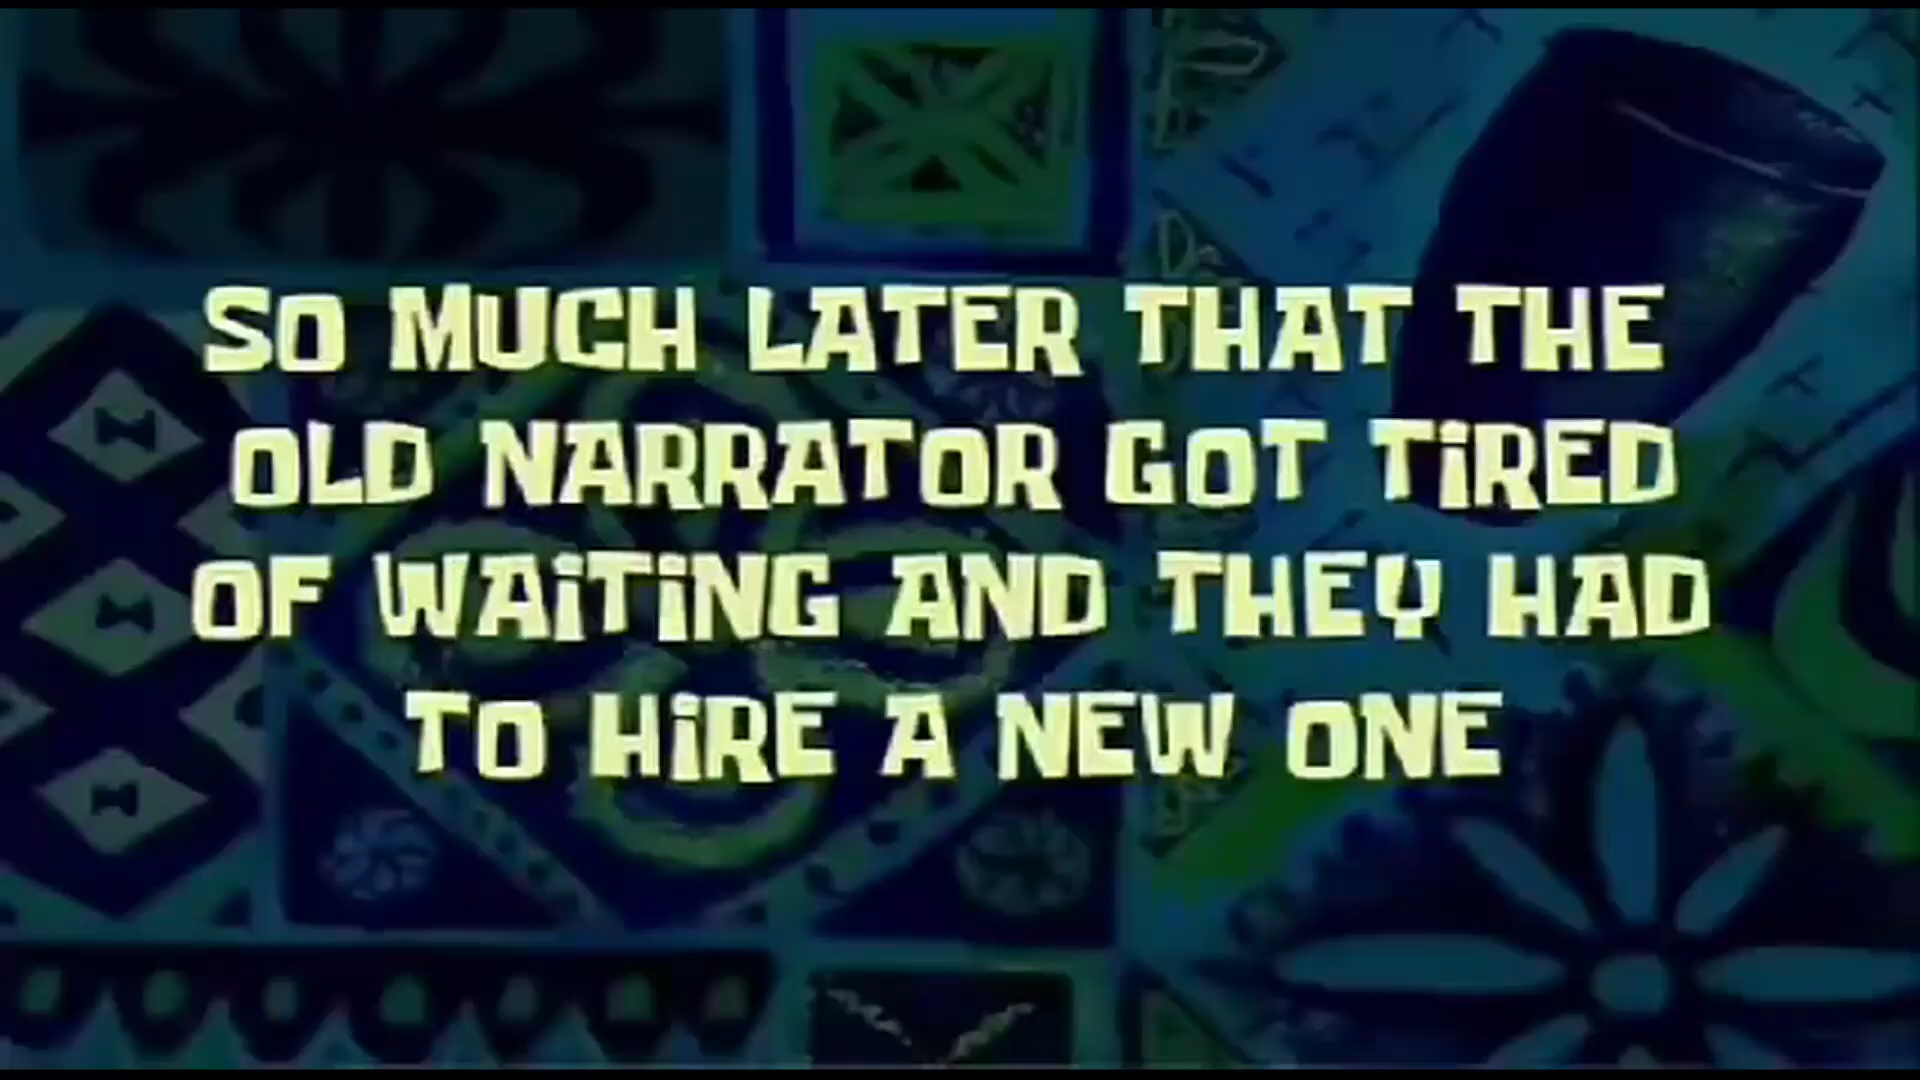 SO MUCH LATER THAT THE
OLD NARRATOR GOT TiRED
OF WAiTiNG AND THEY HAD
TO HiRE A NEW ONE